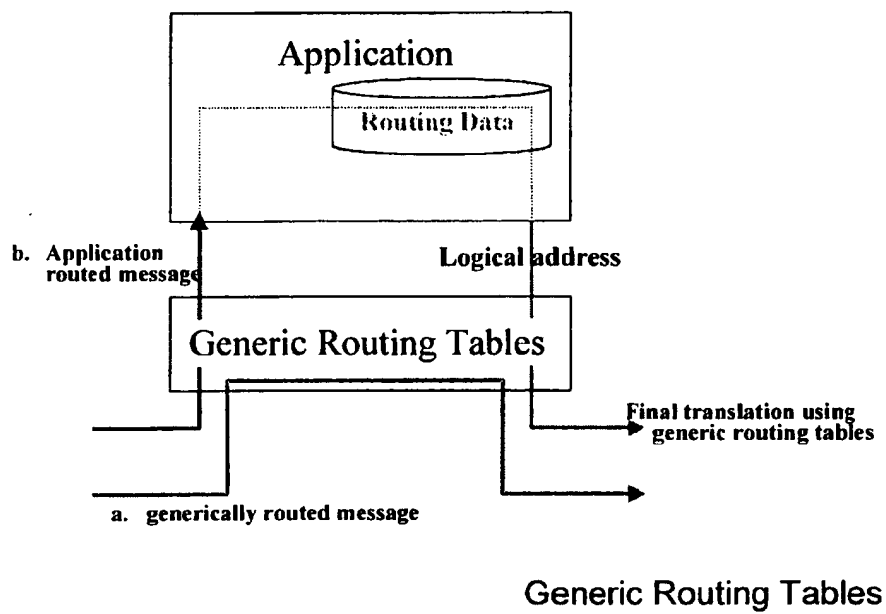 Application
Routing Data
b. Application
routed message
Logical address
Generic Routing Tables
Final translation using
generic routing tables
a. generically routed message
Generic Routing Tables